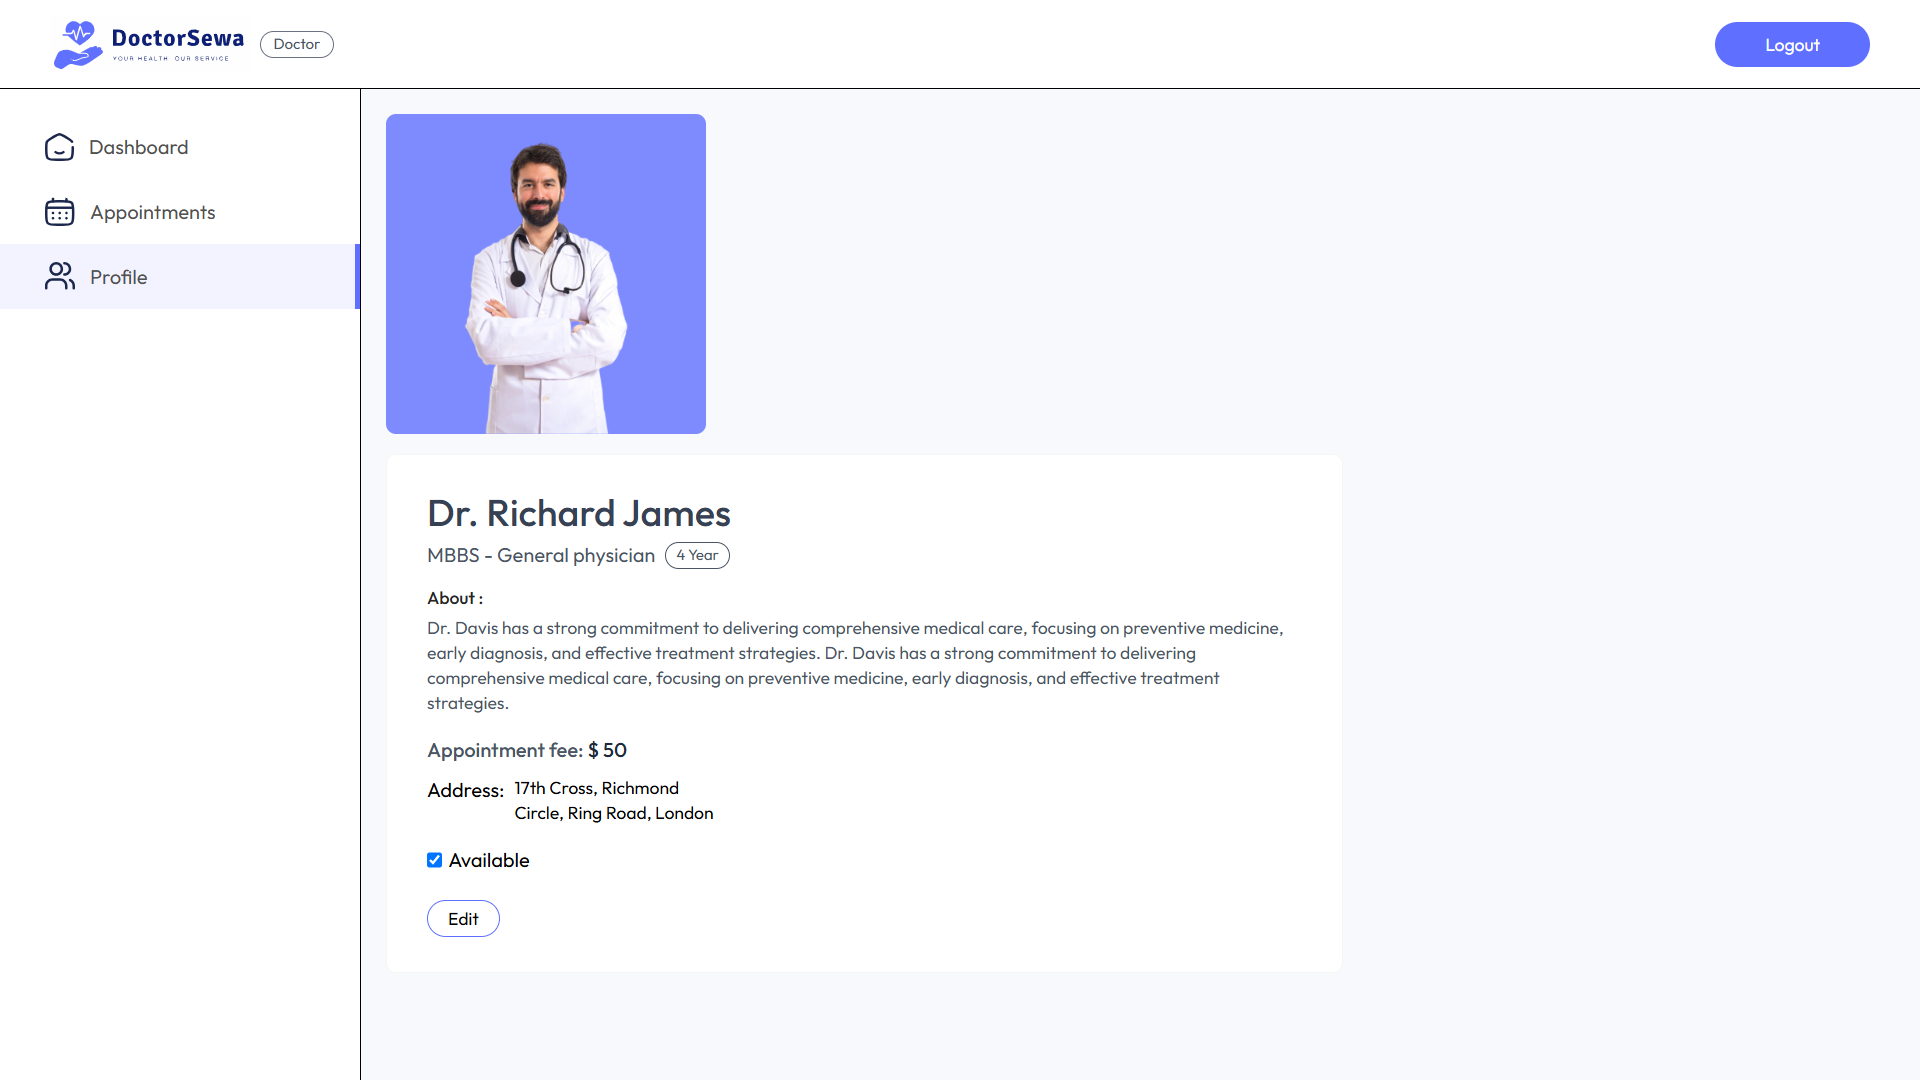 DoctorSewa
YOUR HEALTH OUR SERVICE
Doctor
Logout
Dashboard
Appointments
Profile
Dr. Richard James
MBBS - General physician 4 Year
About :
Dr. Davis has a strong commitment to delivering comprehensive medical care, focusing on preventive medicine,
early diagnosis, and effective treatment strategies. Dr. Davis has a strong commitment to delivering
comprehensive medical care, focusing on preventive medicine, early diagnosis, and effective treatment
strategies.
Appointment fee: $ 50
Address: 17th Cross, Richmond
Circle, Ring Road, London
Available
Edit